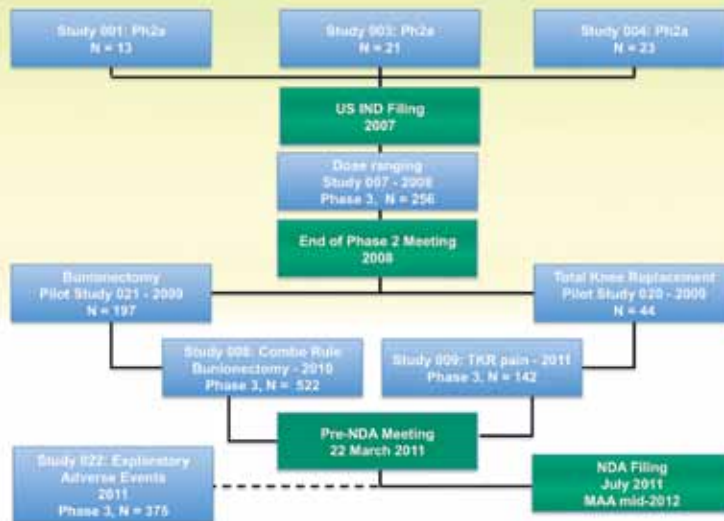 Study 001: Ph2a
N = 13
Study 003: Ph2a
N = 21
Study 004: Ph2a
N = 23
US IND Filing
2007
Dose ranging
Study 007 - 2008
Phase 3, N = 256
End of Phase 2 Meeting
2008
Bunionectomy
Pilot Study 021 - 2009
N = 197
Total Knee Replacement
Pilot Study 020 - 2009
N = 44
Study 008: Combo Rule
Bunionectomy - 2010
Phase 3, N = 522
Study 009: TKR pain - 2011
Phase 3, N = 142
Pre-NDA Meeting
22 March 2011
Study 022: Exploratory
Adverse Events
2011
Phase 3, N = 375
NDA Filing
July 2011
MAA mid-2012